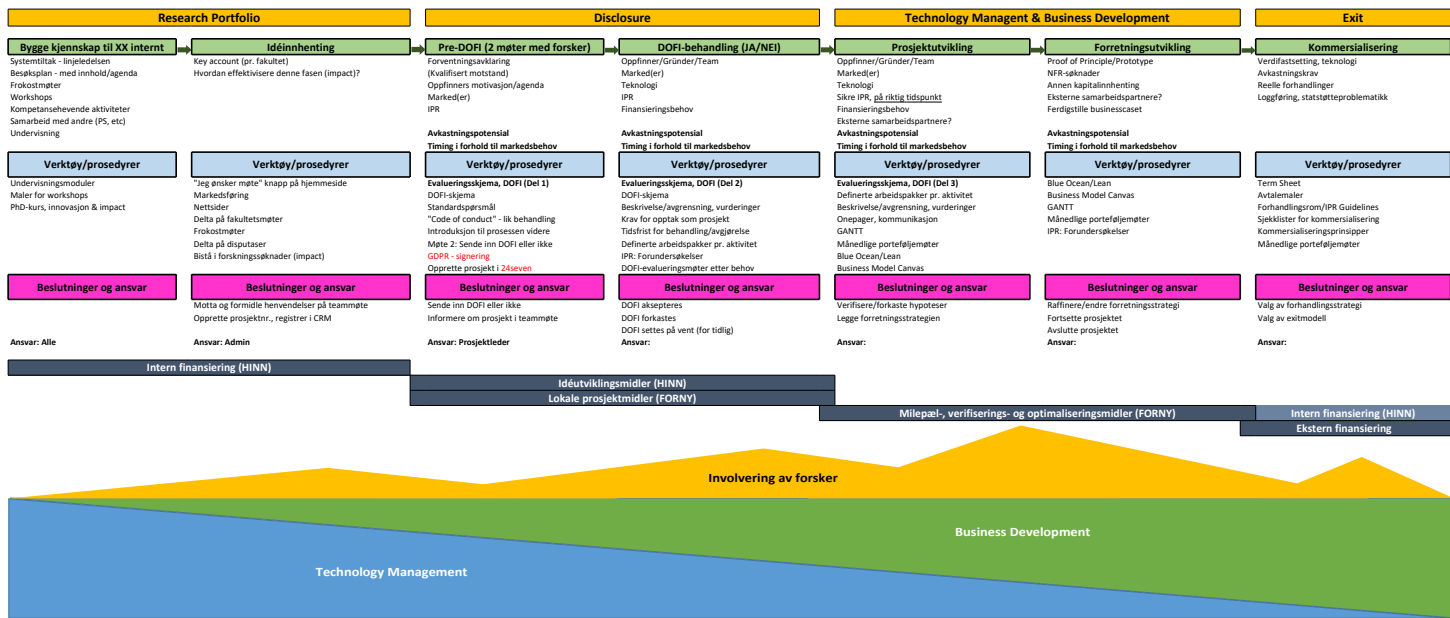 Research Portfolio
Disclosure
Technology Managent & Business Development
Exit
Bygge kjennskap til XX internt
Idéinnhenting
Pre-DOFI (2 møter med forsker)
DOFI-behandling (JA/NEI)
Prosjektutvikling
Forretningsutvikling
Kommersialisering
Systemtiltak - linjeledelsen
Besøksplan - med innhold/agenda
Frokostmøter
Workshops
Kompetansehevende aktiviteter
Samarbeid med andre (PS, etc)
Undervisning
Key account (pr. fakultet)
Hvordan effektivisere denne fasen (impact)?
Forventningsavklaring
(Kvalifisert motstand)
Oppfinners motivasjon/agenda
Marked(er)
IPR
Avkastningspotensial
Timing i forhold til markedsbehov
Oppfinner/Gründer/Team
Marked(er)
Teknologi
IPR
Finansieringsbehov
Avkastningspotensial
Timing i forhold til markedsbehov
Oppfinner/Gründer/Team
Marked(er)
Teknologi
Sikre IPR, på riktig tidspunkt
Finansieringsbehov
Eksterne samarbeidspartnere?
Avkastningspotensial
Timing i forhold til markedsbehov
Proof of Principle/Prototype
NFR-søknader
Annen kapitalinnhenting
Eksterne samarbeidspartnere?
Ferdigstille businesscaset
Avkastningspotensial
Timing i forhold til markedsbehov
Verdifastsetting, teknologi
Avkastningskrav
Reelle forhandlinger
Loggføring, statstøtteproblematikk
Verktøy/prosedyrer
Verktøy/prosedyrer
Verktøy/prosedyrer
Verktøy/prosedyrer
Verktøy/prosedyrer
Verktøy/prosedyrer
Verktøy/prosedyrer
Undervisningsmoduler
Maler for workshops
PhD-kurs, innovasjon & impact
"Jeg ønsker møte" knapp på hjemmeside
Markedsføring
Nettsider
Delta på fakultetsmøter
Frokostmøter
Delta på disputaser
Bistå i forskningssøknader (impact)
Evalueringsskjema, DOFI (Del 1)
DOFI-skjema
Standardspørsmål
"Code of conduct" - lik behandling
Introduksjon til prosessen videre
Møte 2: Sende inn DOFI eller ikke
GDPR - signering
Opprette prosjekt i 24seven
Evalueringsskjema, DOFI (Del 2)
DOFI-skjema
Beskrivelse/avgrensning, vurderinger
Krav for opptak som prosjekt
Tidsfrist for behandling/avgjørelse
Definerte arbeidspakker pr. aktivitet
IPR: Forundersøkelser
DOFI-evalueringsmøter etter behov
Evalueringsskjema, DOFI (Del 3)
Definerte arbeidspakker pr. aktivitet
Beskrivelse/avgrensning, vurderinger
Onepager, kommunikasjon
GANTT
Månedlige porteføljemøter
Blue Ocean/Lean
Business Model Canvas
Blue Ocean/Lean
Business Model Canvas
GANTT
Månedlige porteføljemøter
IPR: Forundersøkelser
Term Sheet
Avtalemaler
Forhandlingsrom/IPR Guidelines
Sjekklister for kommersialisering
Kommersialiseringsprinsipper
Månedlige porteføljemøter
Beslutninger og ansvar
Beslutninger og ansvar
Beslutninger og ansvar
Beslutninger og ansvar
Beslutninger og ansvar
Beslutninger og ansvar
Beslutninger og ansvar
Ansvar: Alle
Motta og formidle henvendelser på teammøte
Opprette prosjektnr., registrer i CRM
Ansvar: Admin
Sende inn DOFI eller ikke
Informere om prosjekt i teammøte
Ansvar: Prosjektleder
DOFI aksepteres
DOFI forkastes
DOFI settes på vent (for tidlig)
Ansvar:
Verifisere/forkaste hypoteser
Legge forretningsstrategien
Ansvar:
Raffinere/endre forretningsstrategi
Fortsette prosjektet
Avslutte prosjektet
Ansvar:
Valg av forhandlingsstrategi
Valg av exitmodell
Ansvar:
Intern finansiering (HINN)
Idéutviklingsmidler (HINN)
Lokale prosjektmidler (FORNY)
Milepæl-, verifiserings- og optimaliseringsmidler (FORNY)
Intern finansiering (HINN)
Ekstern finansiering
Involvering av forsker
Business Development
Technology Management